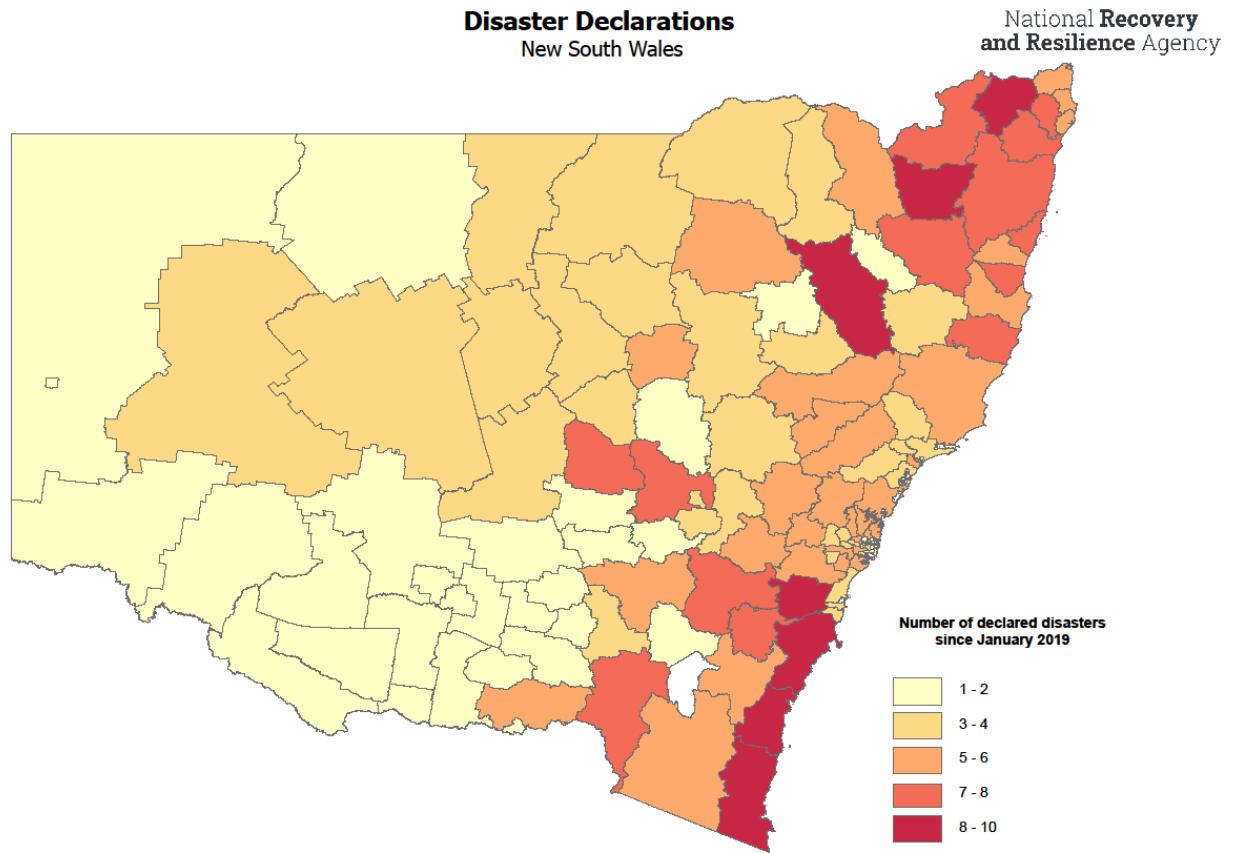 Disaster Declarations
New South Wales
National Recovery
and Resilience Agency
Number of declared disasters
since January 2019
1 - 2
3 - 4
5 - 6
7 - 8
8 - 10